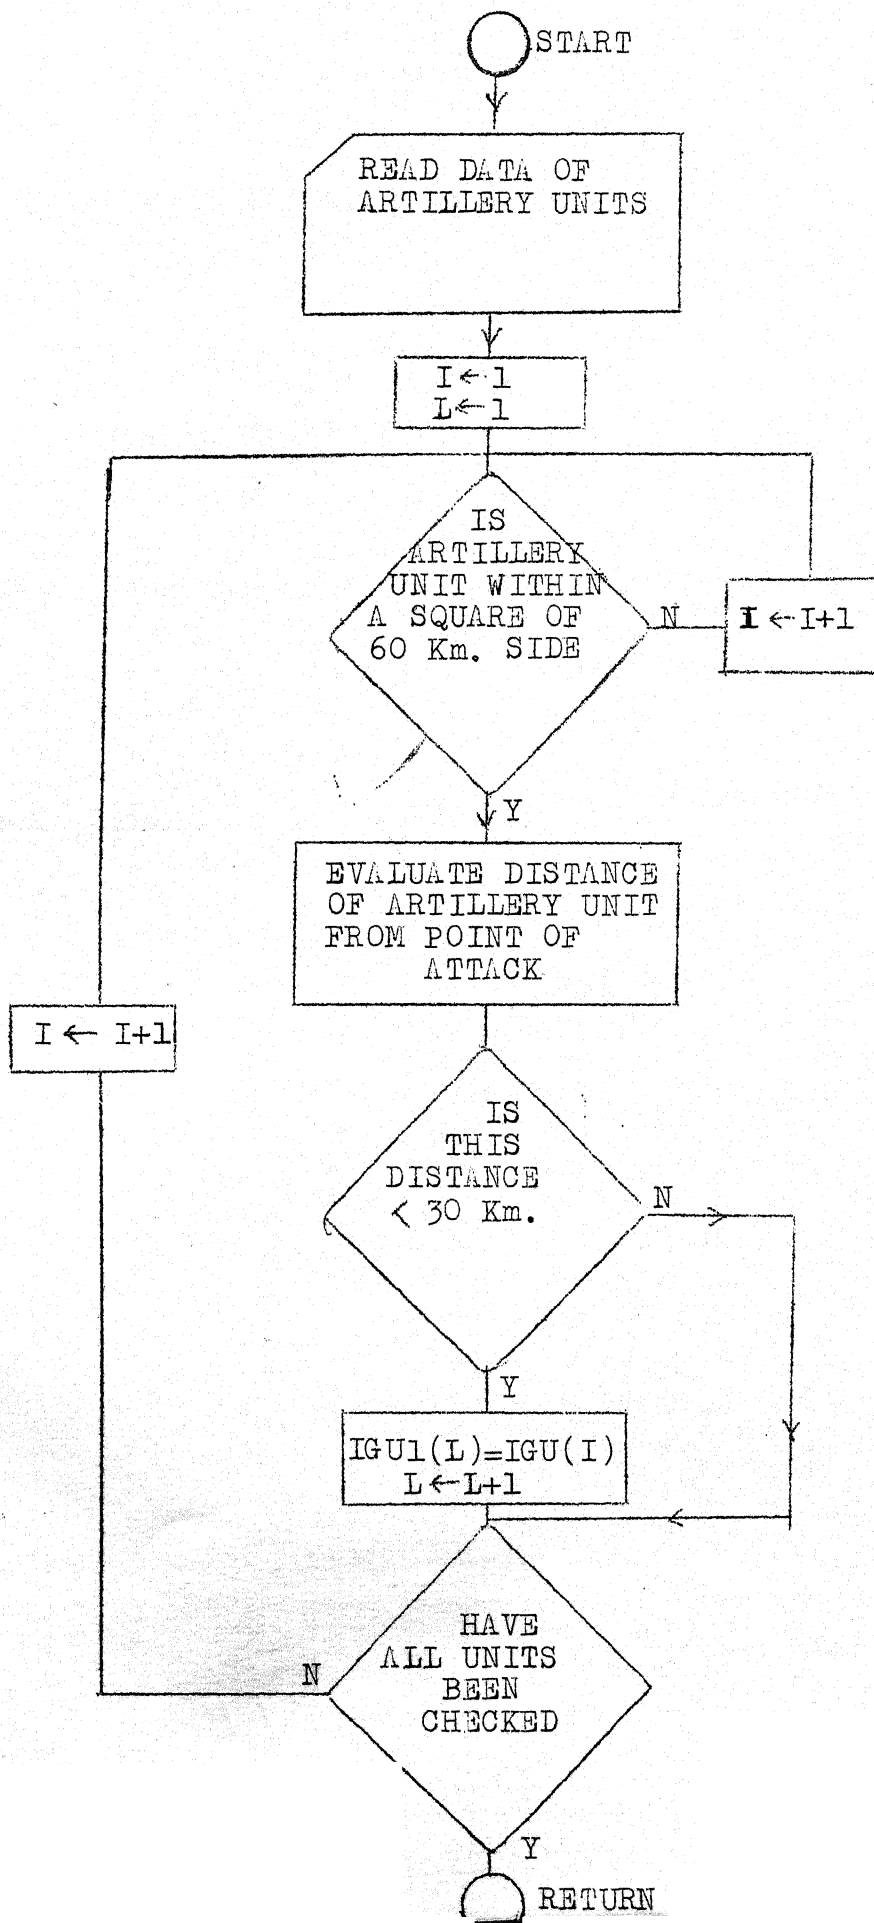 START
READ DATA OF
ARTILLERY UNITS
I ← 1
L ← 1
IS
ARTILLERY
UNIT WITHIN
A SQUARE OF
60 Km. SIDE
N
I ← I+1
Y
EVALUATE DISTANCE
OF ARTILLERY UNIT
FROM POINT OF
ATTACK
I ← I+1
IS
THIS
DISTANCE
< 30 Km.
N
Y
IGU1(L)=IGU(I)
L ← L+1
HAVE
ALL UNITS
BEEN
CHECKED
N
Y
RETURN